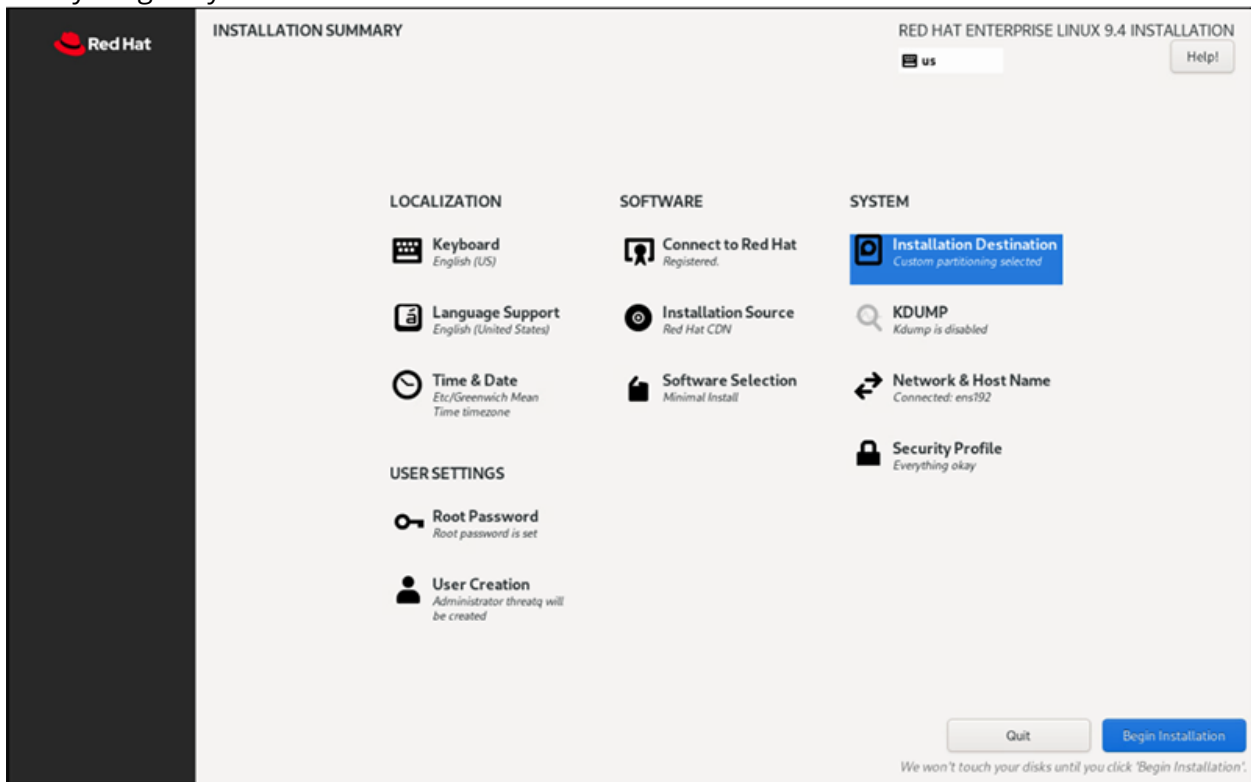 Red Hat
INSTALLATION SUMMARY
RED HAT ENTERPRISE LINUX 9.4 INSTALLATION
us
Help!
LOCALIZATION
Keyboard
English (US)
Language Support
English (United States)
Time & Date
Etc/Greenwich Mean
Time timezone
USER SETTINGS
Root Password
Root password is set
User Creation
Administrator threatq will
be created
SOFTWARE
Connect to Red Hat
Registered.
Installation Source
Red Hat CDN
Software Selection
Minimal Install
SYSTEM
Installation Destination
Custom partitioning selected
KDUMP
Kdump is disabled
Network & Host Name
Connected: ens192
Security Profile
Everything okay
Quit
Begin Installation
We won't touch your disks until you click 'Begin Installation'.